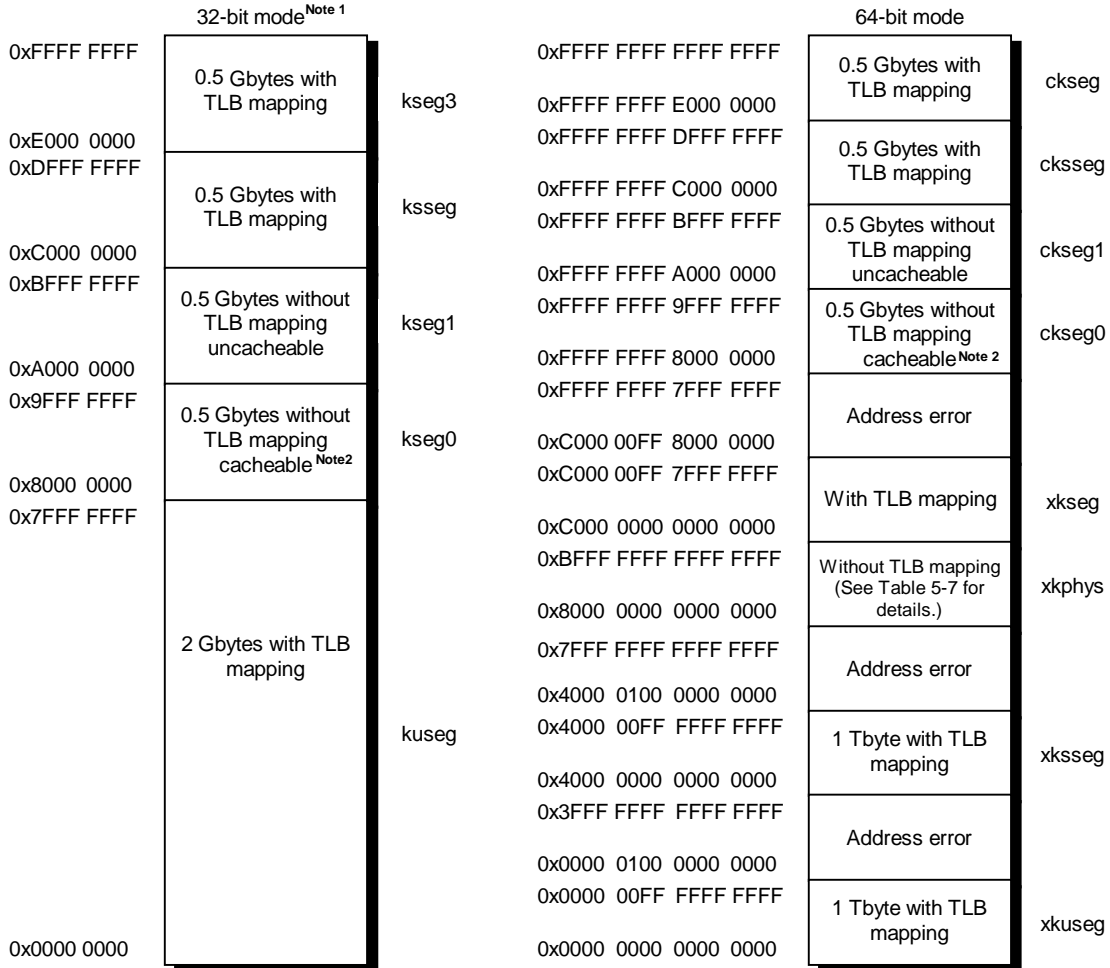 32-bit mode Note 1
0xFFFF FFFF
0.5 Gbytes with
TLB mapping
kseg3
0xE000 0000
0xDFFF FFFF
0.5 Gbytes with
TLB mapping
ksseg
0xC000 0000
0xBFFF FFFF
0.5 Gbytes without
TLB mapping
uncacheable
kseg1
0xA000 0000
0x9FFF FFFF
0.5 Gbytes without
TLB mapping
cacheable Note2
kseg0
0x8000 0000
0x7FFF FFFF
2 Gbytes with TLB
mapping
kuseg
0x0000 0000
64-bit mode
0xFFFF FFFF FFFF FFFF
0.5 Gbytes with
TLB mapping
ckseg
0xFFFF FFFF E000 0000
0xFFFF FFFF DFFF FFFF
0.5 Gbytes with
TLB mapping
cksseg
0xFFFF FFFF C000 0000
0xFFFF FFFF BFFF FFFF
0.5 Gbytes without
TLB mapping
uncacheable
ckseg1
0xFFFF FFFF A000 0000
0xFFFF FFFF 9FFF FFFF
0.5 Gbytes without
TLB mapping
cacheable Note 2
ckseg0
0xFFFF FFFF 8000 0000
0xFFFF FFFF 7FFF FFFF
Address error
0xC000 00FF 8000 0000
0xC000 00FF 7FFF FFFF
With TLB mapping
xkseg
0xC000 0000 0000 0000
0xBFFF FFFF FFFF FFFF
Without TLB mapping
(See Table 5-7 for
details.)
xkphys
0x8000 0000 0000 0000
0x7FFF FFFF FFFF FFFF
Address error
0x4000 0100 0000 0000
0x4000 00FF FFFF FFFF
1 Tbyte with TLB
mapping
xksseg
0x4000 0000 0000 0000
0x3FFF FFFF FFFF FFFF
Address error
0x0000 0100 0000 0000
0x0000 00FF FFFF FFFF
1 Tbyte with TLB
mapping
xkuseg
0x0000 0000 0000 0000